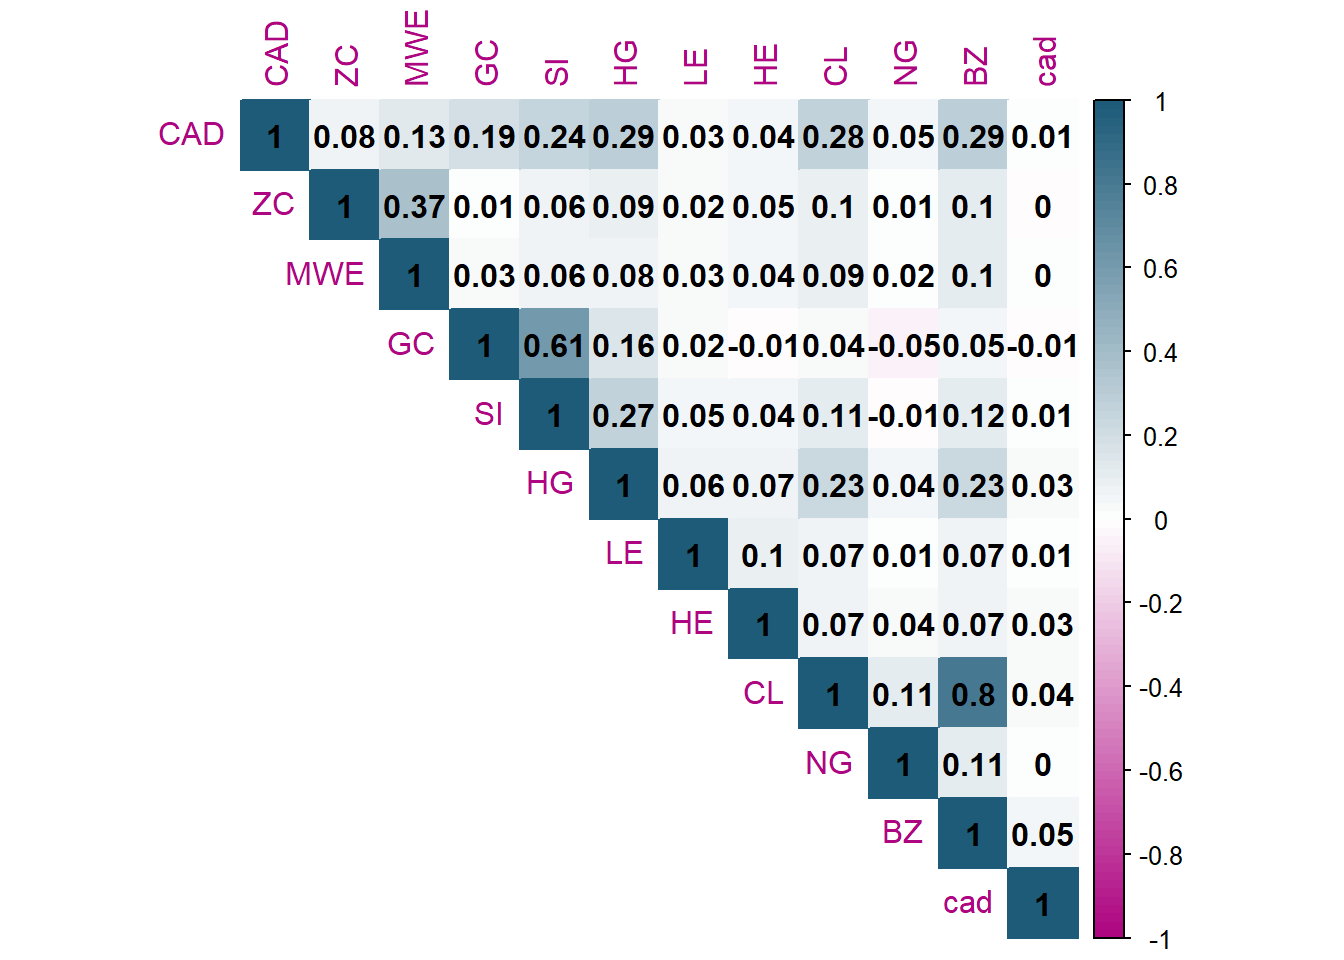 CAD ZC MWE GC SI HG LE HE CL NG BZ cad
CAD 1 0.08 0.13 0.19 0.24 0.29 0.03 0.04 0.28 0.05 0.29 0.01
ZC 1 0.37 0.01 0.06 0.09 0.02 0.05 0.1 0.01 0.1 0
MWE 1 0.03 0.06 0.08 0.03 0.04 0.09 0.02 0.1 0
GC 1 0.61 0.16 0.02 -0.01 0.04 -0.05 0.05 -0.01
SI 1 0.27 0.05 0.04 0.11 -0.01 0.12 0.01
HG 1 0.06 0.07 0.23 0.04 0.23 0.03
LE 1 0.1 0.07 0.01 0.07 0.01
HE 1 0.07 0.04 0.07 0.03
CL 1 0.11 0.8 0.04
NG 1 0.11 0
BZ 1 0.05
cad 1
1
0.8
0.6
0.4
0.2
0
-0.2
-0.4
-0.6
-0.8
-1